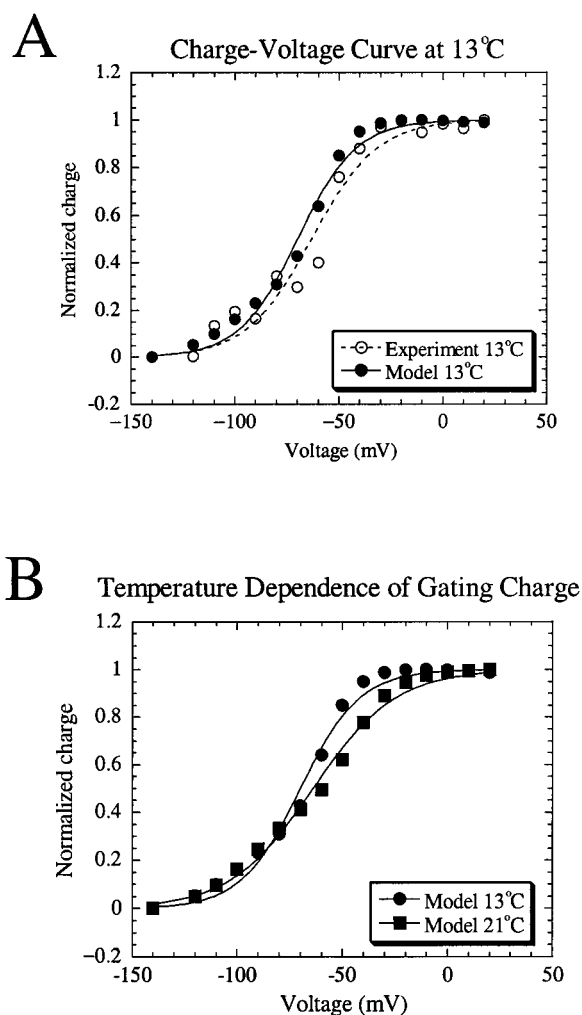 A
Charge-Voltage Curve at 13°C
1.2
1
0.8
0.6
0.4
0.2
0
-0.2
Normalized charge
Experiment 13°C
Model 13°C
-150
-100
-50
0
50
Voltage (mV)
B
Temperature Dependence of Gating Charge
1.2
1
0.8
0.6
0.4
0.2
0
-0.2
Normalized charge
Model 13°C
Model 21°C
-150
-100
-50
0
50
Voltage (mV)